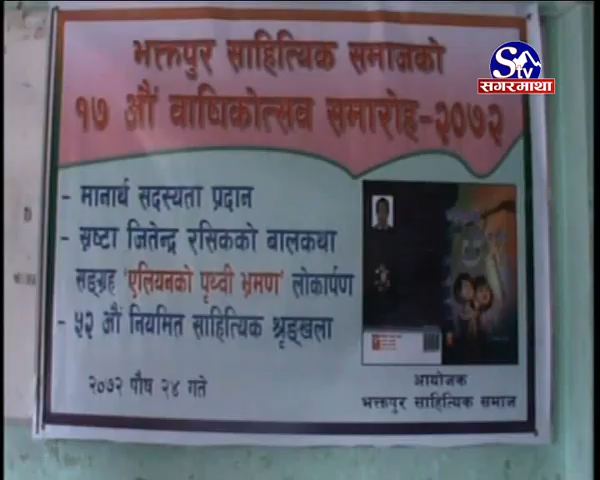 भक्तपुर साहित्यिक समाजको
१७ औं वार्षिकोत्सव समारोह-२०७२
- मानार्थ सदस्यता प्रदान
- स्रष्टा जितेन्द्र रसिकको बालकथा
सङ्ग्रह 'एलियनको पृथ्वी भ्रमण' लोकार्पण
- ५२ औं नियमित साहित्यिक श्रृङ्खला
२०७२ पौष २४ गते
आयोजक
भक्तपुर साहित्यिक समाज
S tv
सगरमाथा